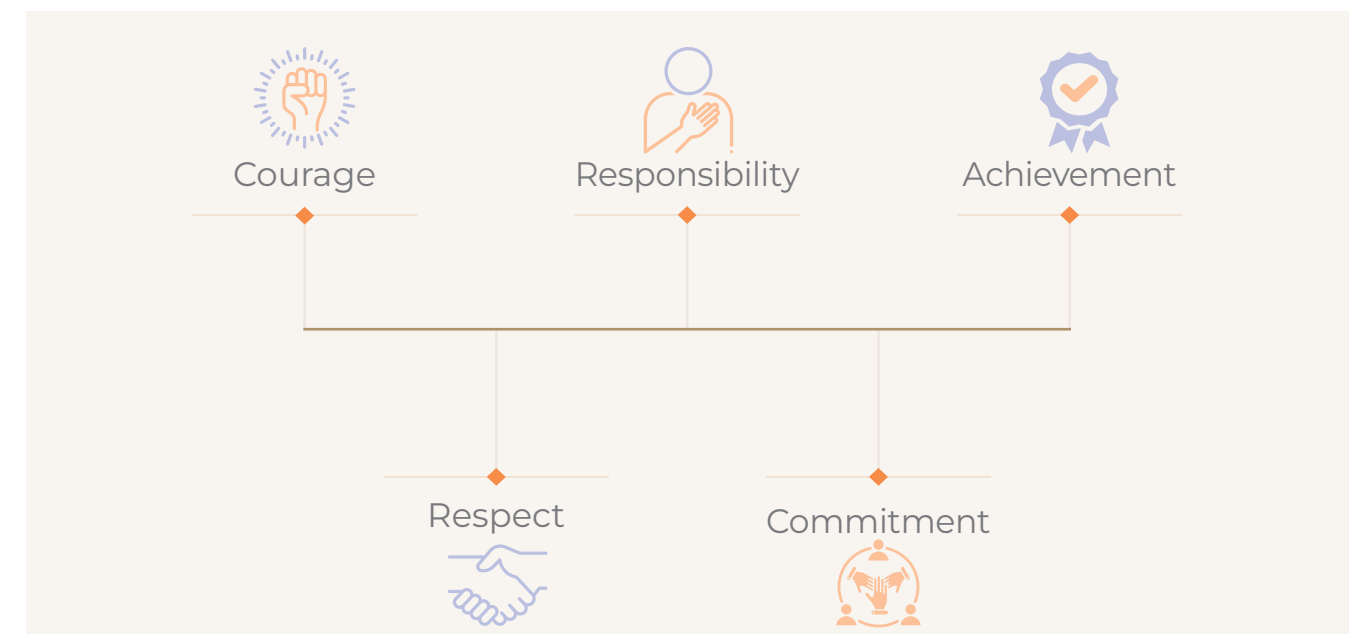 Courage
Responsibility
Achievement
Respect
Commitment